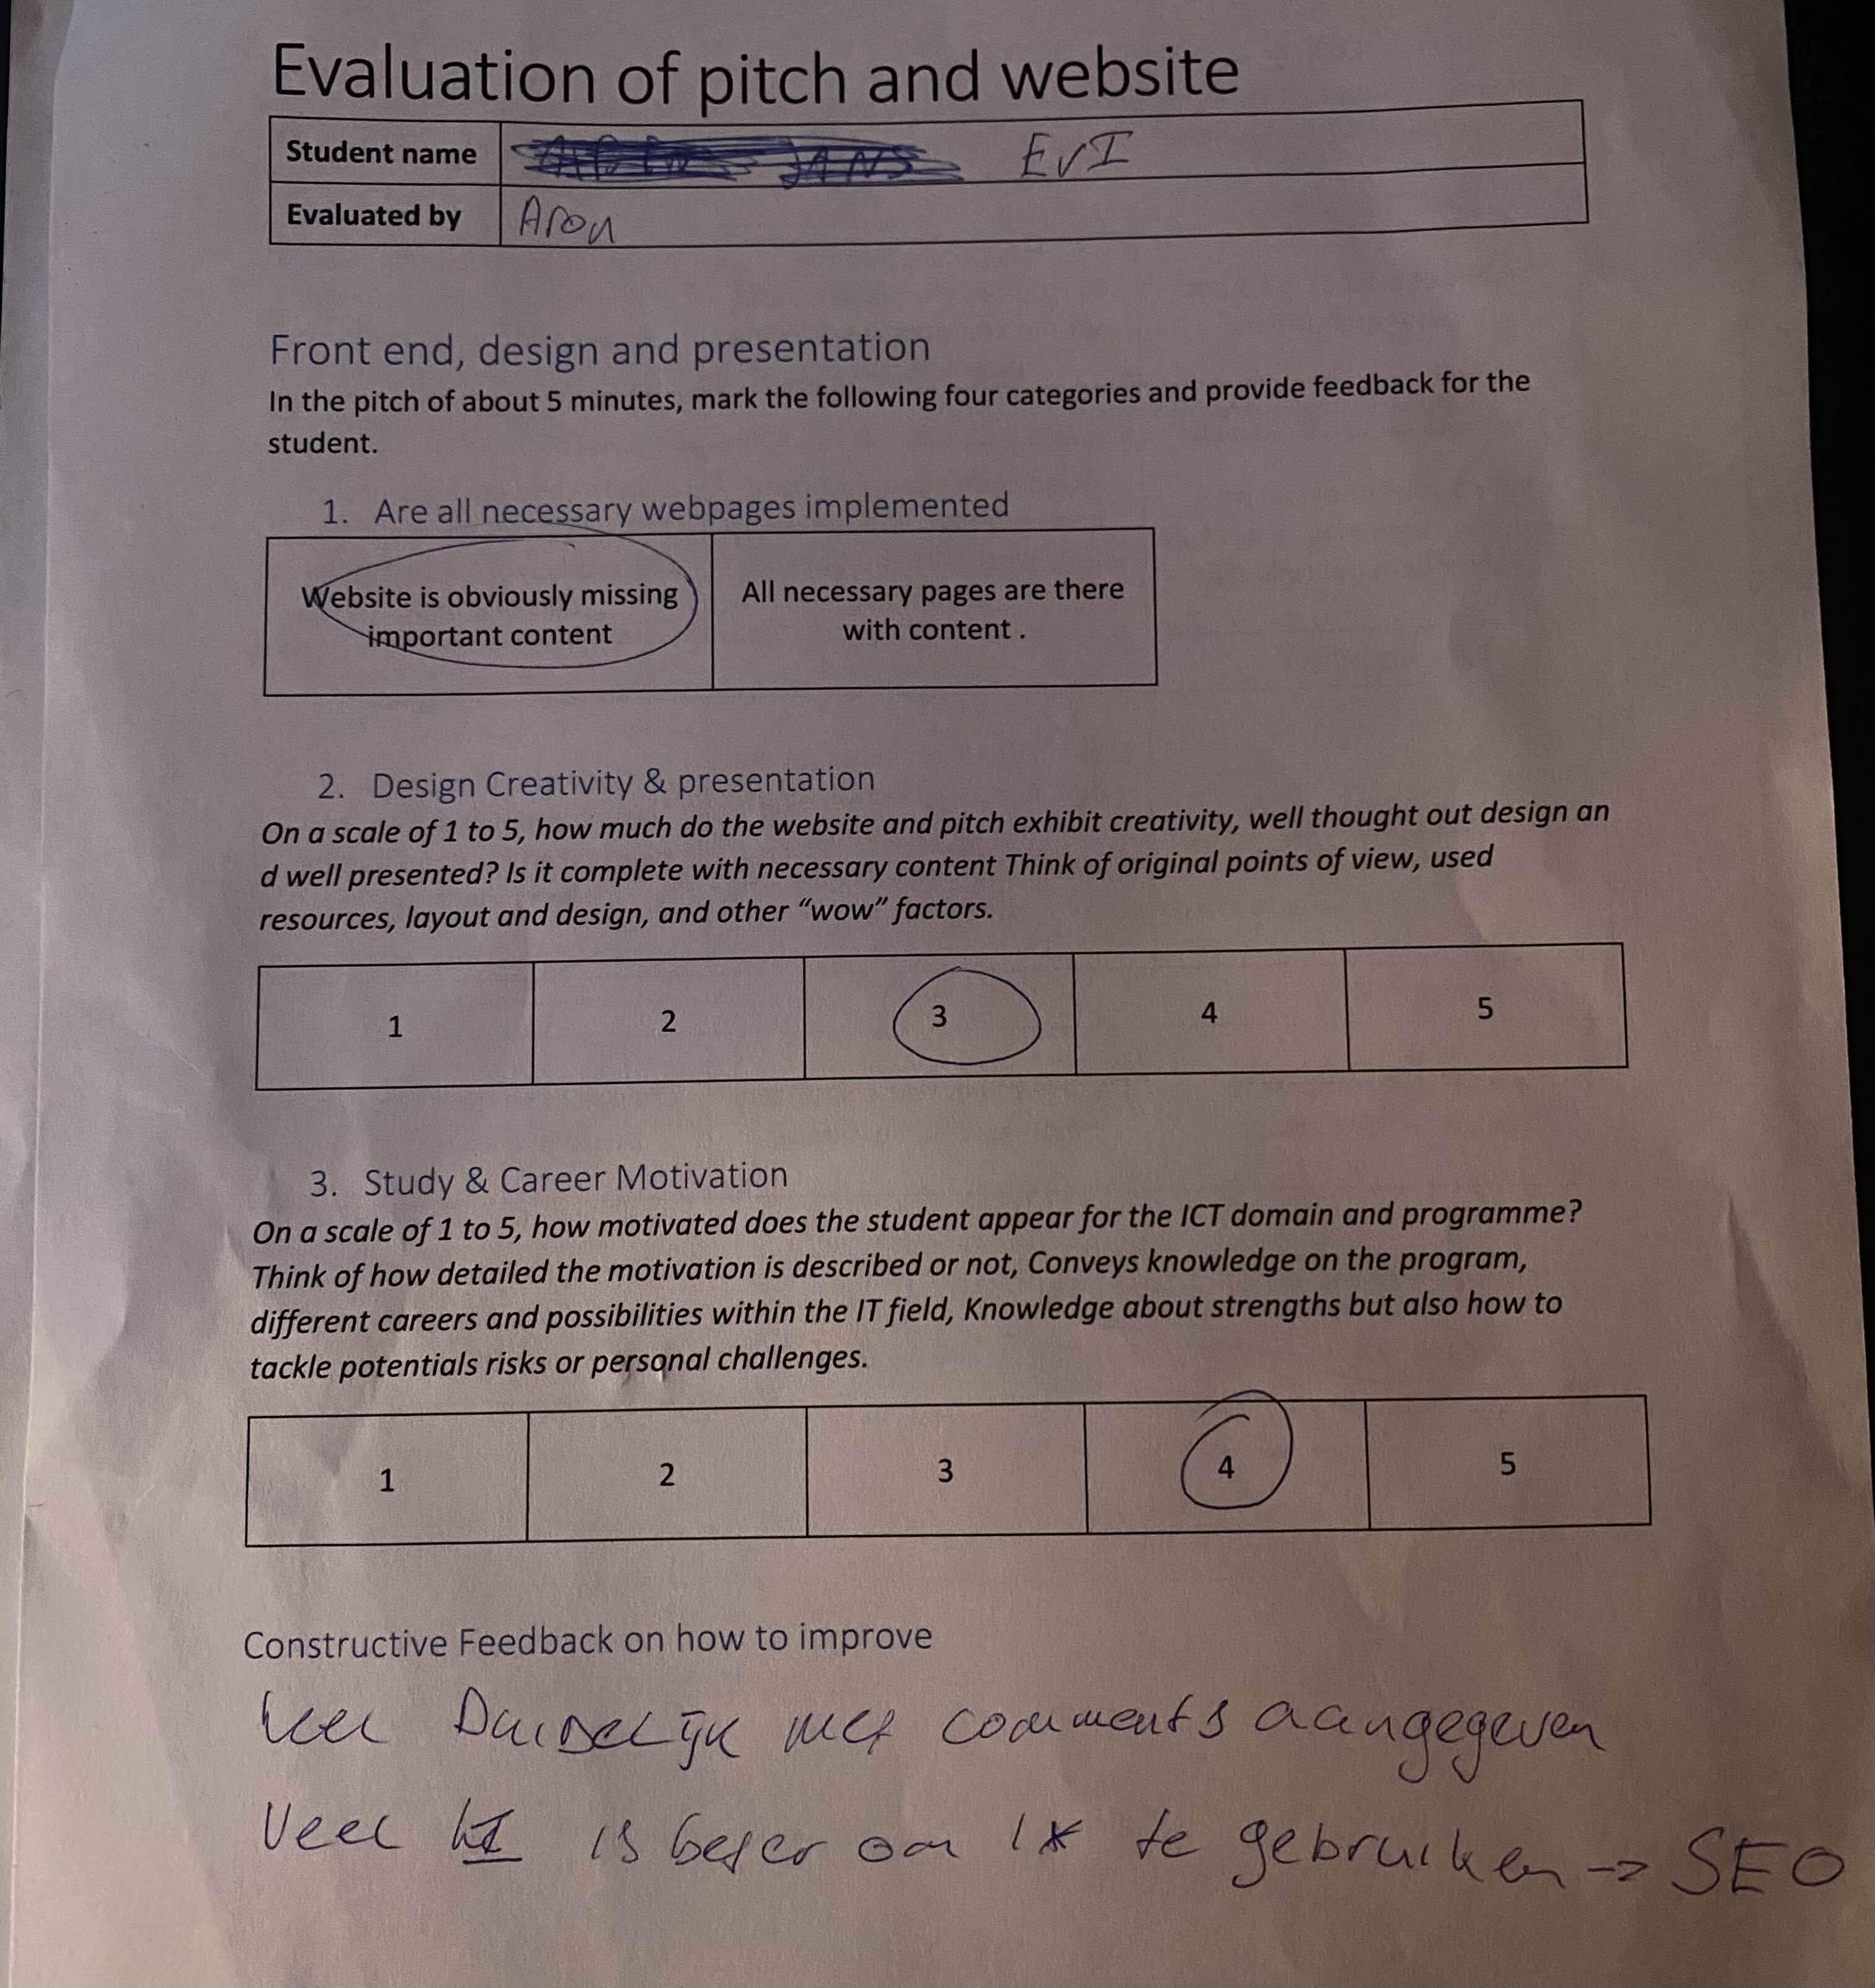 Evaluation of pitch and website
Student name JANS EVI
Evaluated by Aron
Front end, design and presentation
In the pitch of about 5 minutes, mark the following four categories and provide feedback for the
student.
1. Are all necessary webpages implemented
Website is obviously missing
important content
All necessary pages are there
with content .
2. Design Creativity & presentation
On a scale of 1 to 5, how much do the website and pitch exhibit creativity, well thought out design an
d well presented? Is it complete with necessary content Think of original points of view, used
resources, layout and design, and other “wow” factors.
1 2 3 4 5
3. Study & Career Motivation
On a scale of 1 to 5, how motivated does the student appear for the ICT domain and programme?
Think of how detailed the motivation is described or not, Conveys knowledge on the program,
different careers and possibilities within the IT field, Knowledge about strengths but also how to
tackle potentials risks or personal challenges.
1 2 3 4 5
Constructive Feedback on how to improve
DuiDelijk met comments aangegeven
Veel is beter om 1x te gebruiken -> SEO